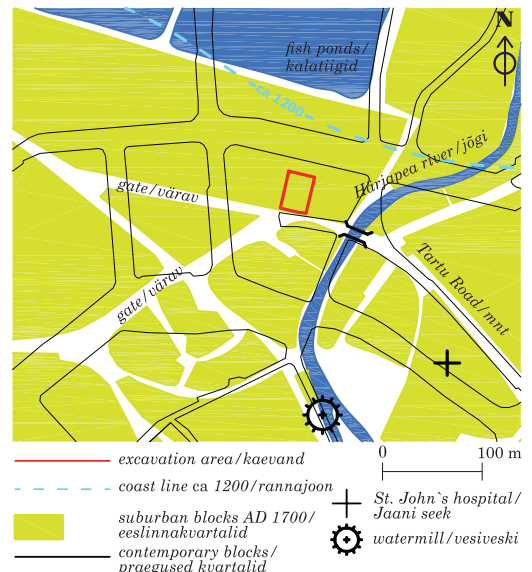 N
fish ponds/
kalatiigid
ca 1200
Härjapea river/jõgi
gate/värav
gate/värav
Tartu Road/mnt
0 100 m
excavation area/kaevand
coast line ca 1200/rannajoon
suburban blocks AD 1700/
eeslinnakvartalid
contemporary blocks/
praegused kvartalid
St. John`s hospital/
Jaani seek
watermill/vesiveski